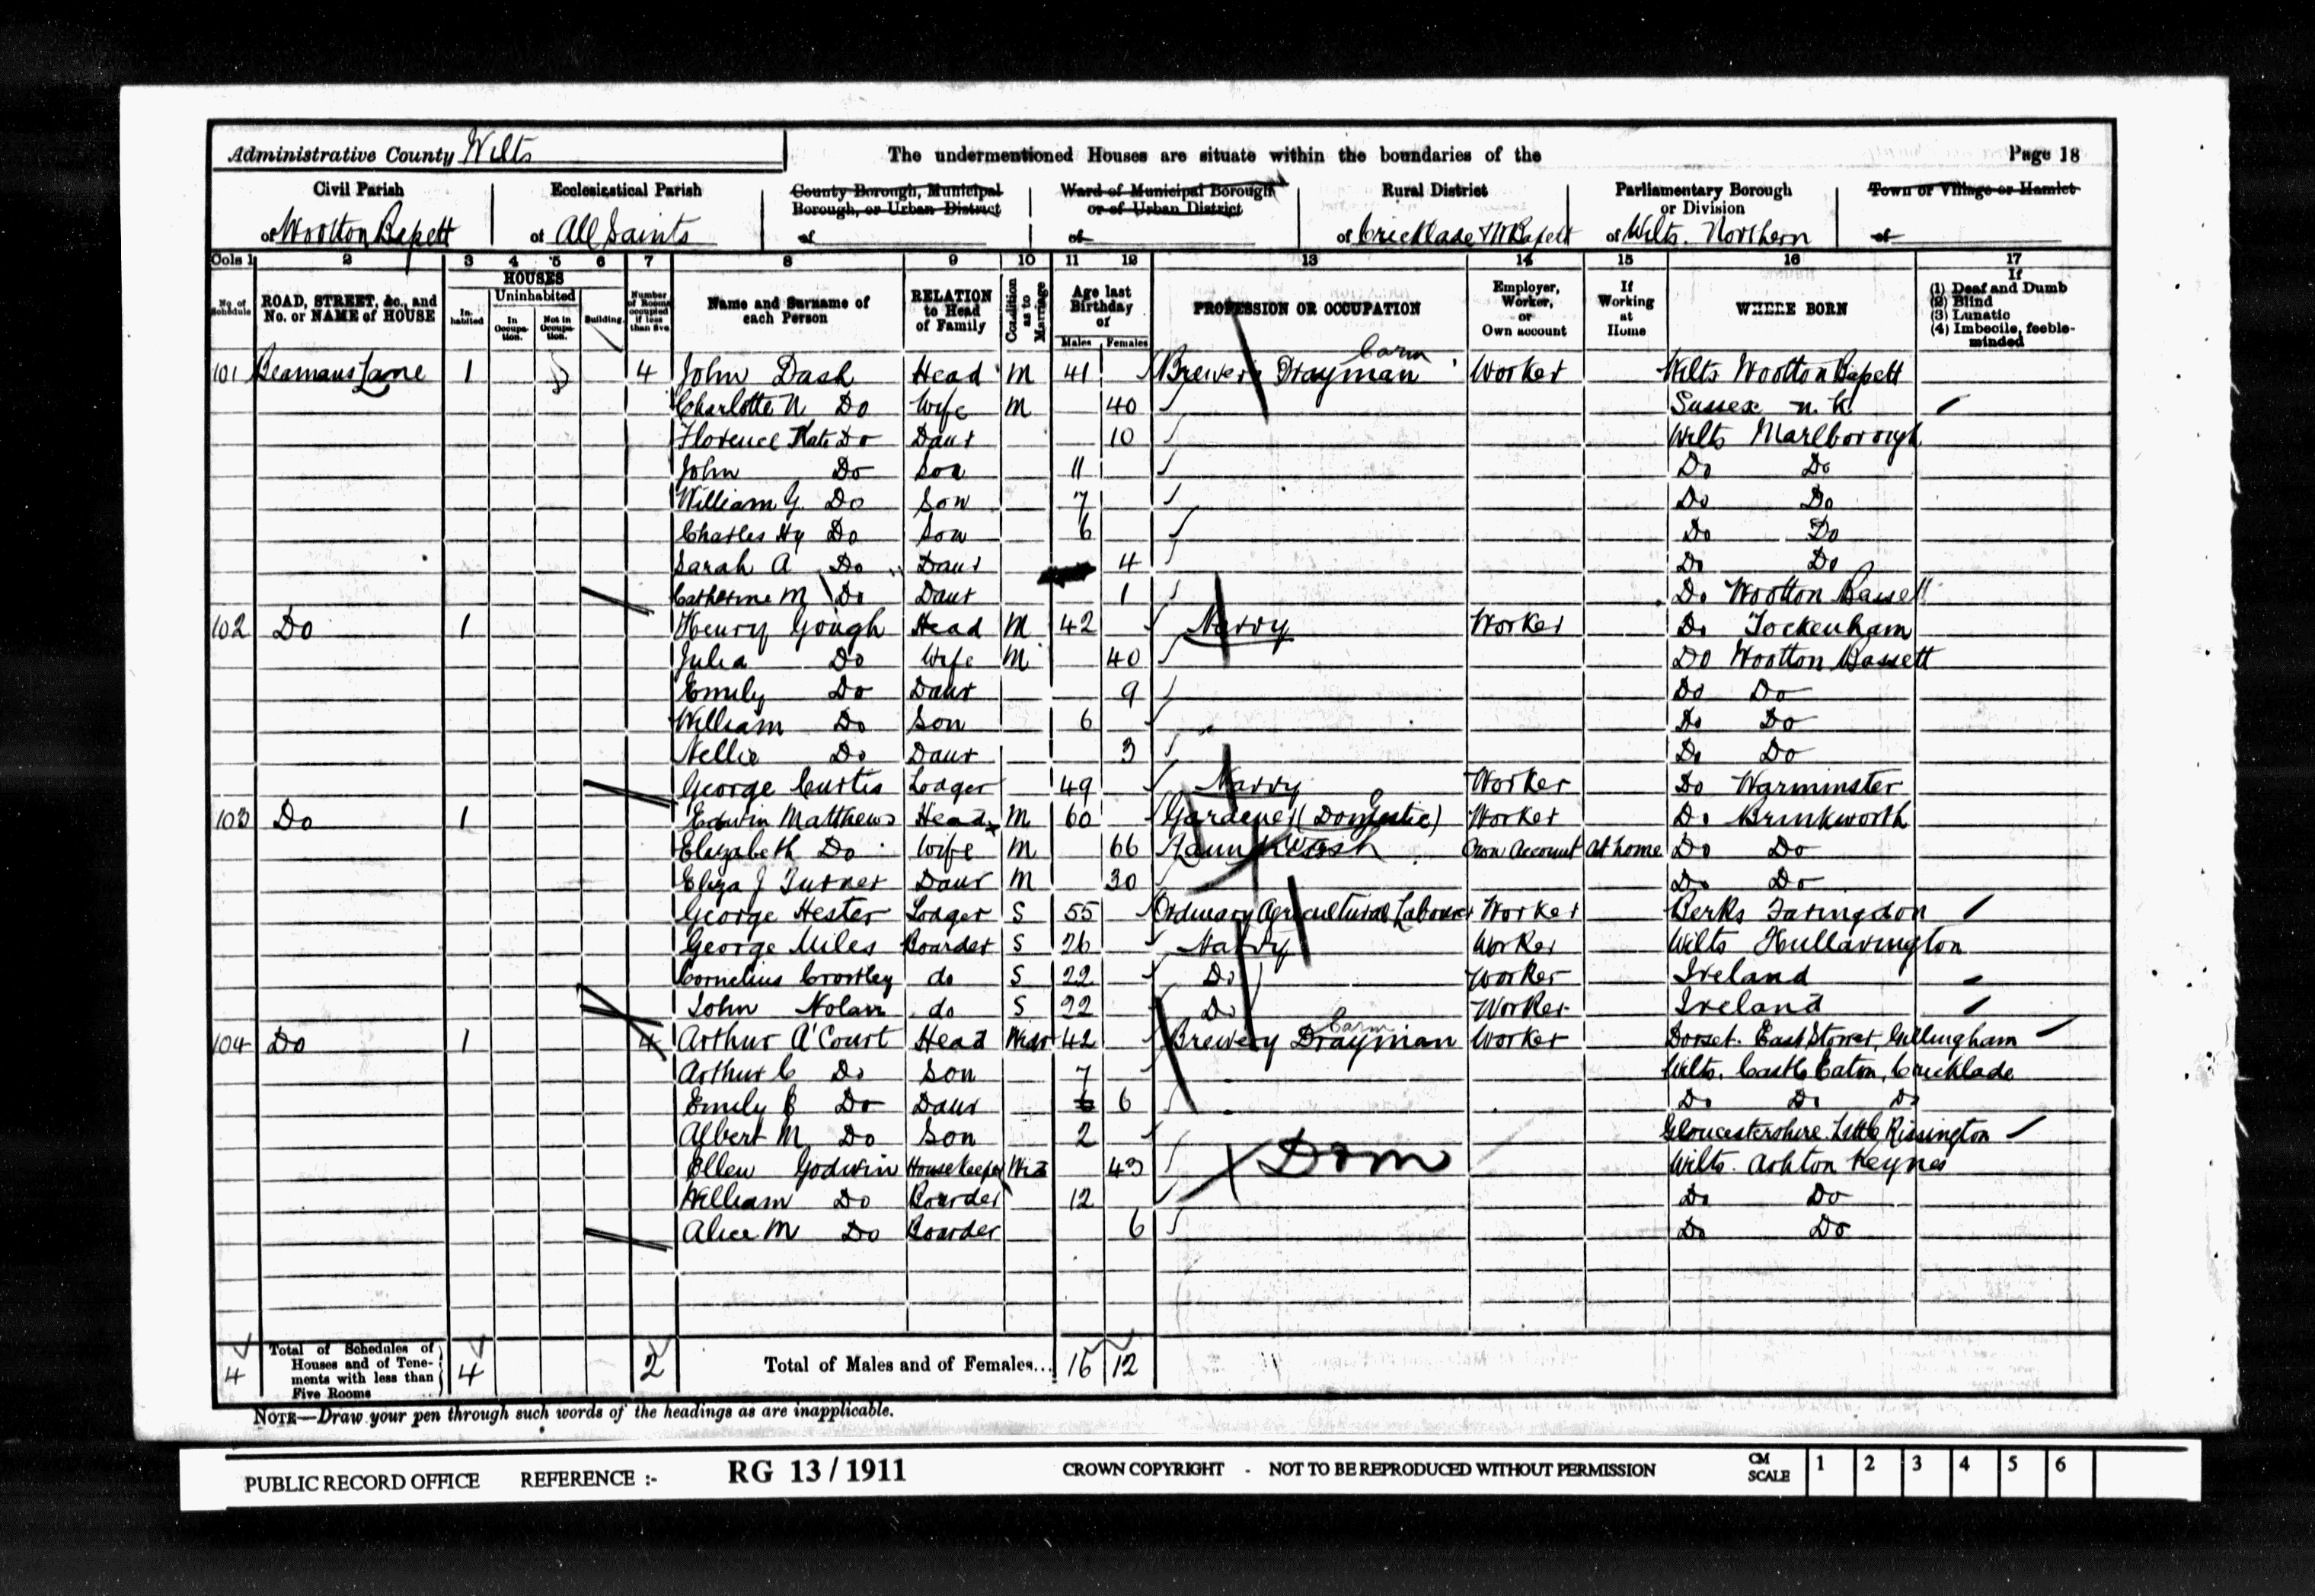 Administrative County Wilts
The undermentioned Houses are situate within the boundaries of the
Page 18
Civil Parish
of Wootton Bassett
Ecclesiastical Parish
of All Saints
County Borough, Municipal
Borough, or Urban District
of
Ward of Municipal Borough
or of Urban District
of
Rural District
of Cricklade & W Bassett
Parliamentary Borough
or Division
of Wilts. Northern
Town or Village or Hamlet
of
Cols 1 2 3 4 5 6 7 8 9 10 11 12 13 14 15 16 17
No. of Schedule
ROAD, STREET, &c., and No. or NAME of HOUSE
HOUSES
Inhabited
Uninhabited
In Occupation.
Not in Occupation.
Building.
Number of Rooms occupied if less than five.
Name and Surname of each Person
RELATION to Head of Family
Condition as to Marriage
Age last Birthday of
Males Females
PROFESSION OR OCCUPATION
Employer, Worker, or Own account
If Working at Home
WHERE BORN
If (1) Deaf and Dumb (2) Blind (3) Lunatic (4) Imbecile, feeble-minded
Carm
101 Beamans Lane 1 4 John Dash Head M 41 Brewery Drayman Worker Wilts Wootton Bassett
Charlotte N Do Wife M 40 Sussex n. K.
Florence Kate Do Daur 10 Wilts Marlborough
John Do Son 11 Do Do
William G. Do Son 7 Do Do
Charles Hy Do Son 6 Do Do
Sarah A Do Daur 4 Do Do
Catherine M Do Daur 1 Do Wootton Bassett
102 Do 1 Henry Gough Head M 42 Navvy Worker Do Tockenham
Julia Do Wife M 40 Do Wootton Bassett
Emily Do Daur 9 Do Do
William Do Son 6 Do Do
Nellie Do Daur 3 Do Do
George Curtis Lodger 49 Navvy Worker Do Warminster
103 Do 1 Edwin Matthews Head M 60 Gardener (Domestic) Worker Do Brinkworth
Elizabeth Do Wife M 66 Own Account At home Do Do
Eliza J Turner Daur M 30 Do Do
George Hester Lodger S 55 Ordinary Agricultural Labourer Worker Berks Faringdon
George Miles Boarder S 26 Navvy Worker Wilts Hullavington
Cornelius do S 22 Do Worker Ireland
John Nolan do S 22 Do Worker Ireland
Carm
104 Do 1 4 Arthur A'Court Head Widr 42 Brewery Drayman Worker Dorset. East Stower, Gillingham
Arthur C Do Son 7 Wilts. Castle Eaton, Cricklade
Emily B Do Daur 6 Do Do Do
Albert M. Do Son 2 Gloucestershire. Little Rissington
Ellen Godwin Housekeeper Wid 43 Dom Wilts. Ashton Keynes
William Do Boarder 12 Do Do
Alice M Do Boarder 6 Do Do
4 Total of Schedules of Houses and of Tenements with less than Five Rooms 4 2 Total of Males and of Females... 16 12
NOTE—Draw your pen through such words of the headings as are inapplicable.
PUBLIC RECORD OFFICE REFERENCE :- RG 13 / 1911 CROWN COPYRIGHT - NOT TO BE REPRODUCED WITHOUT PERMISSION CM SCALE 1 2 3 4 5 6